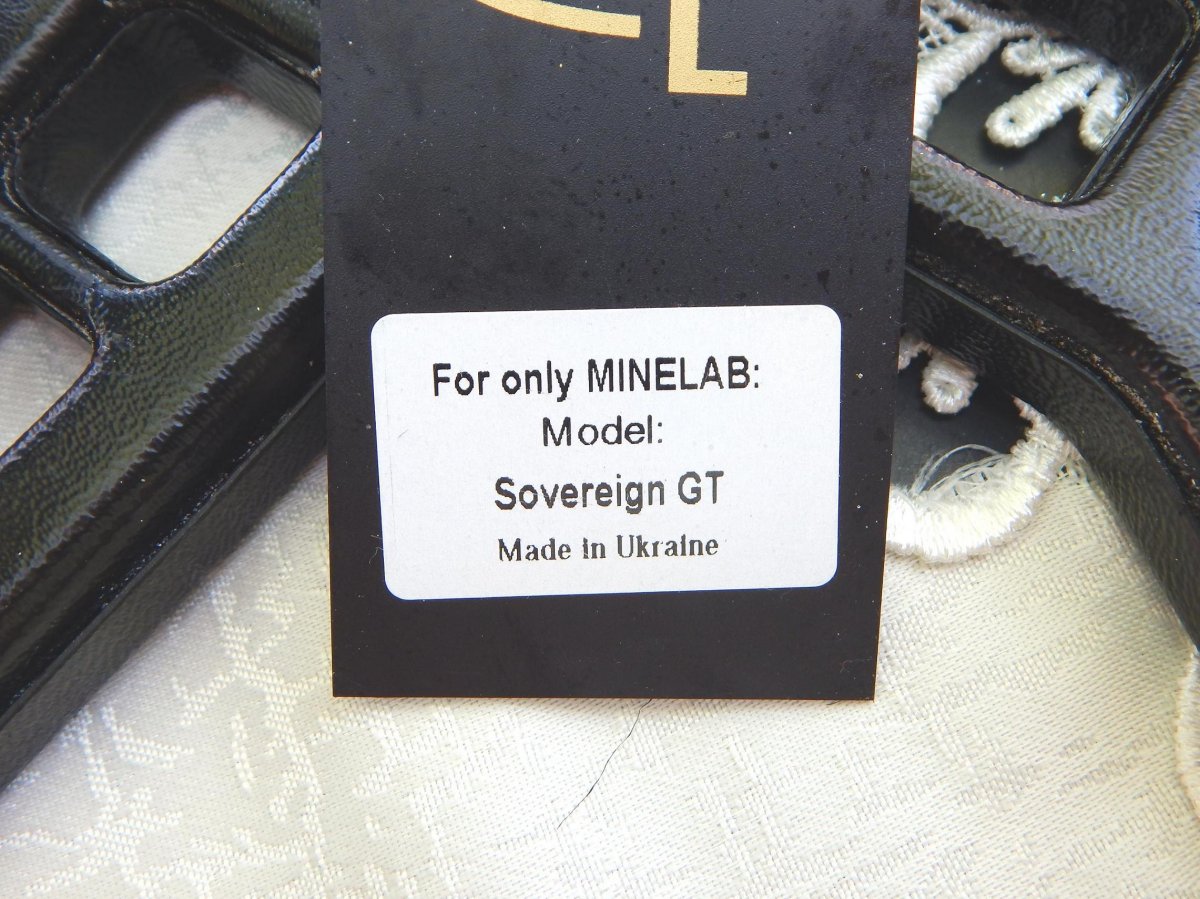 For only MINELAB:
Model:
Sovereign GT
Made in Ukraine